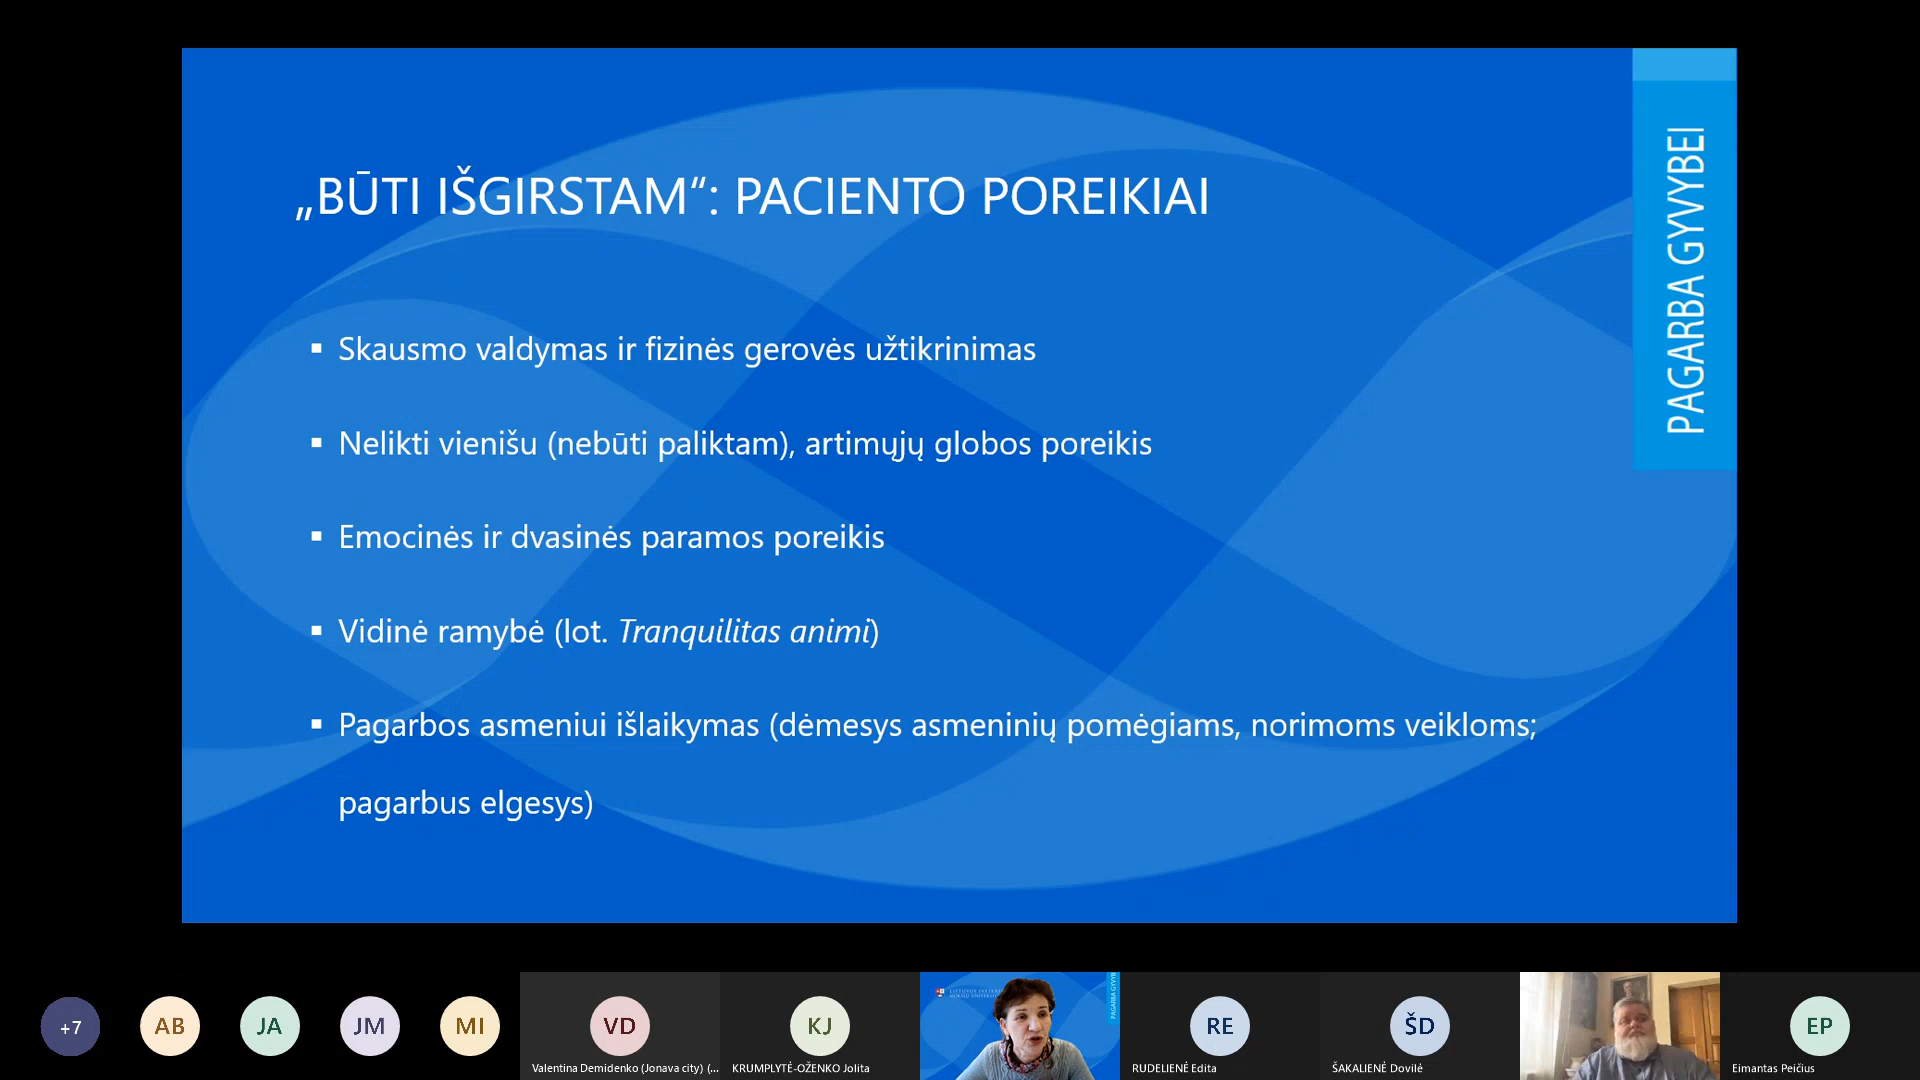 „BŪTI IŠGIRSTAM“: PACIENTO POREIKIAI
PAGARBA GYVYBEI
▪ Skausmo valdymas ir fizinės gerovės užtikrinimas
▪ Nelikti vienišu (nebūti paliktam), artimųjų globos poreikis
▪ Emocinės ir dvasinės paramos poreikis
▪ Vidinė ramybė (lot. Tranquilitas animi)
▪ Pagarbos asmeniui išlaikymas (dėmesys asmeninių pomėgiams, norimoms veikloms;
pagarbus elgesys)
+7
AB
JA
JM
MI
VD
Valentina Demidenko (Jonava city) (...
KJ
KRUMPLYTĖ-OŽENKO Jolita
RE
RUDELIENĖ Edita
ŠD
ŠAKALIENĖ Dovilė
EP
Eimantas Peičius